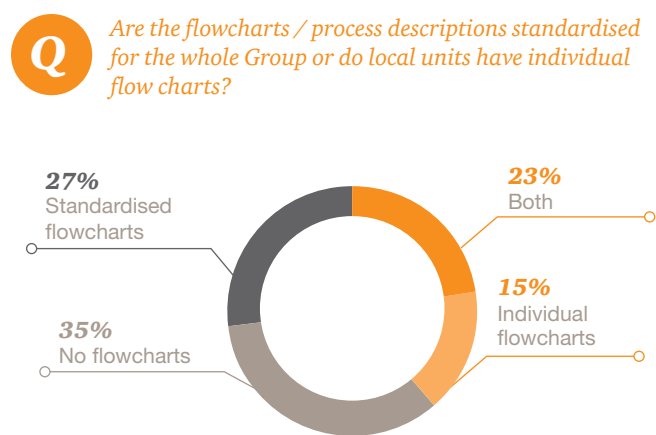 Q
Are the flowcharts / process descriptions standardised
for the whole Group or do local units have individual
flow charts?
27%
Standardised
flowcharts
23%
Both
15%
Individual
flowcharts
35%
No flowcharts